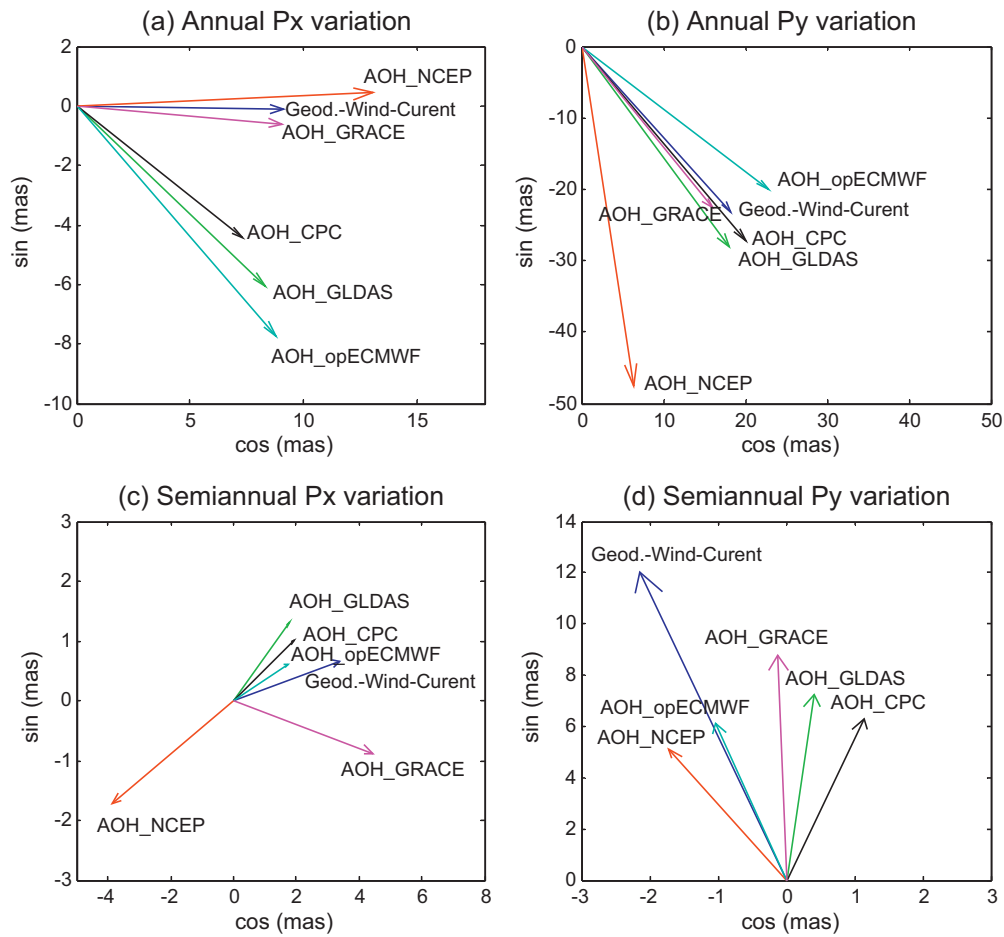 (a) Annual Px variation
2
0
-2
-4
-6
-8
-10
0
5
10
15
sin (mas)
cos (mas)
AOH_NCEP
Geod.-Wind-Curent
AOH_GRACE
AOH_CPC
AOH_GLDAS
AOH_opECMWF
(b) Annual Py variation
0
-10
-20
-30
-40
-50
0
10
20
30
40
50
sin (mas)
cos (mas)
AOH_opECMWF
AOH_GRACE
Geod.-Wind-Curent
AOH_CPC
AOH_GLDAS
AOH_NCEP
(c) Semiannual Px variation
3
2
1
0
-1
-2
-3
-4
-2
0
2
4
6
8
sin (mas)
cos (mas)
AOH_GLDAS
AOH_CPC
AOH_opECMWF
Geod.-Wind-Curent
AOH_GRACE
AOH_NCEP
(d) Semiannual Py variation
14
12
10
8
6
4
2
0
-3
-2
-1
0
1
2
3
sin (mas)
cos (mas)
Geod.-Wind-Curent
AOH_GRACE
AOH_GLDAS
AOH_CPC
AOH_opECMWF
AOH_NCEP